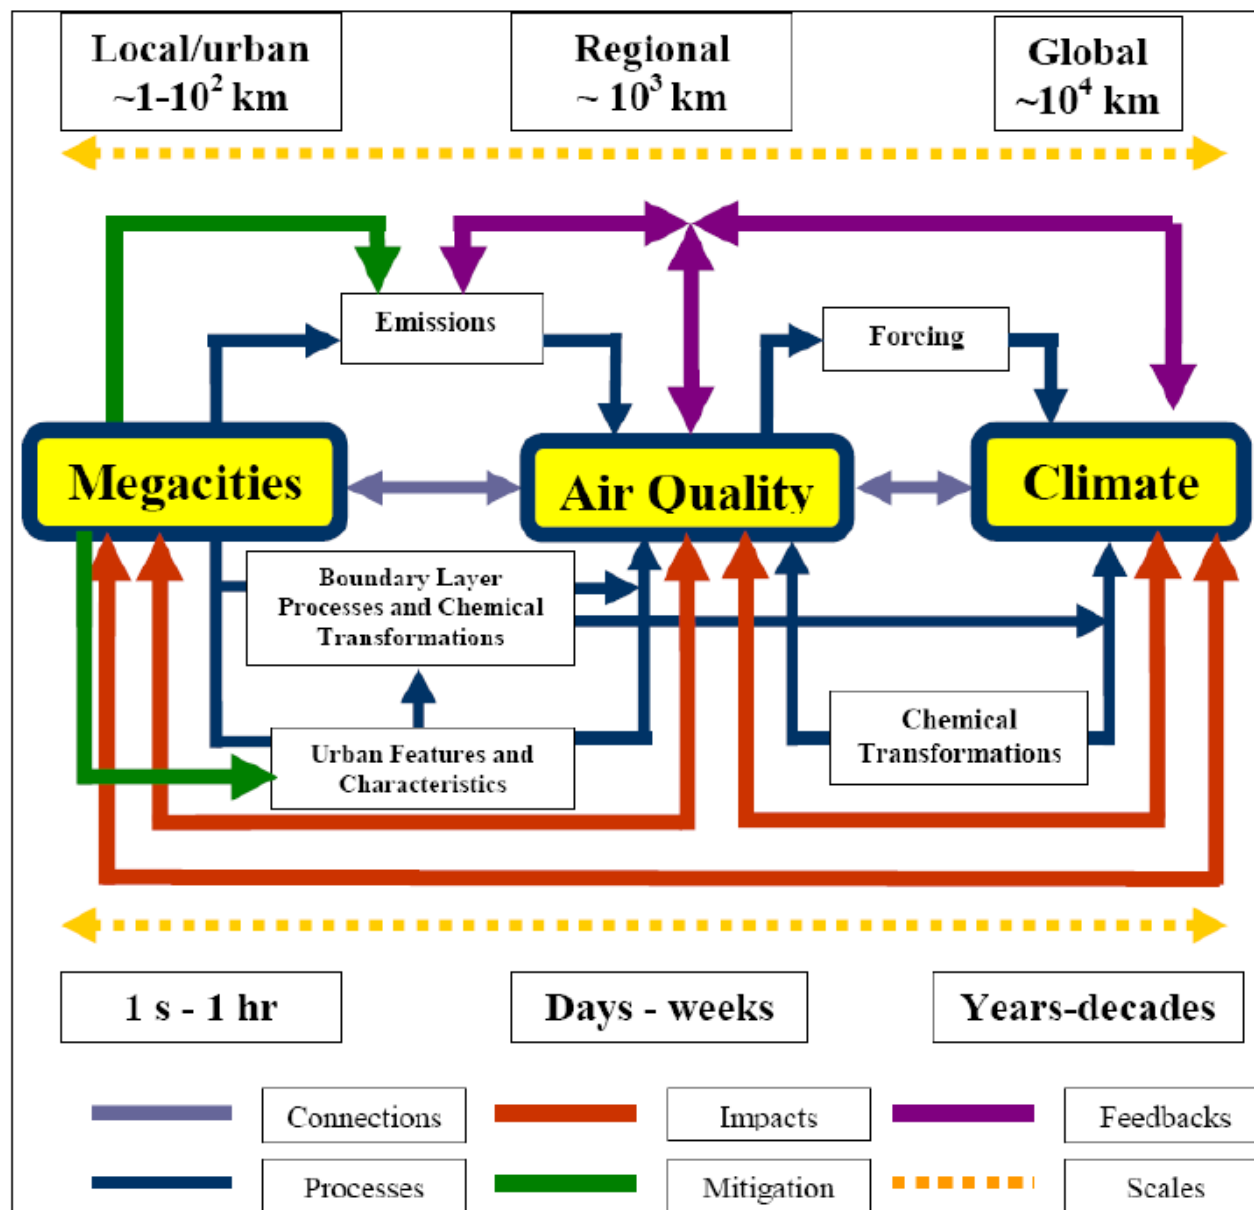 Local/urban
~1-10² km
Regional
~ 10³ km
Global
~10⁴ km
Emissions
Forcing
Megacities
Air Quality
Climate
Boundary Layer
Processes and Chemical
Transformations
Urban Features and
Characteristics
Chemical
Transformations
1 s - 1 hr
Days - weeks
Years-decades
Connections
Impacts
Feedbacks
Processes
Mitigation
Scales